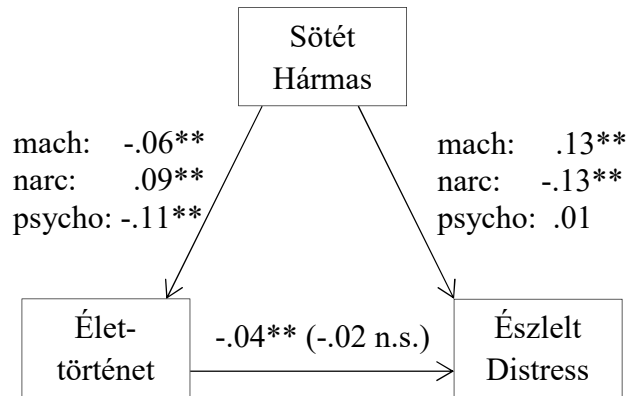 Sötét
Hármas
mach: -.06**
narc: .09**
psycho: -.11**
mach: .13**
narc: -.13**
psycho: .01
Élet-
történet
-.04** (-.02 n.s.)
Észlelt
Distress